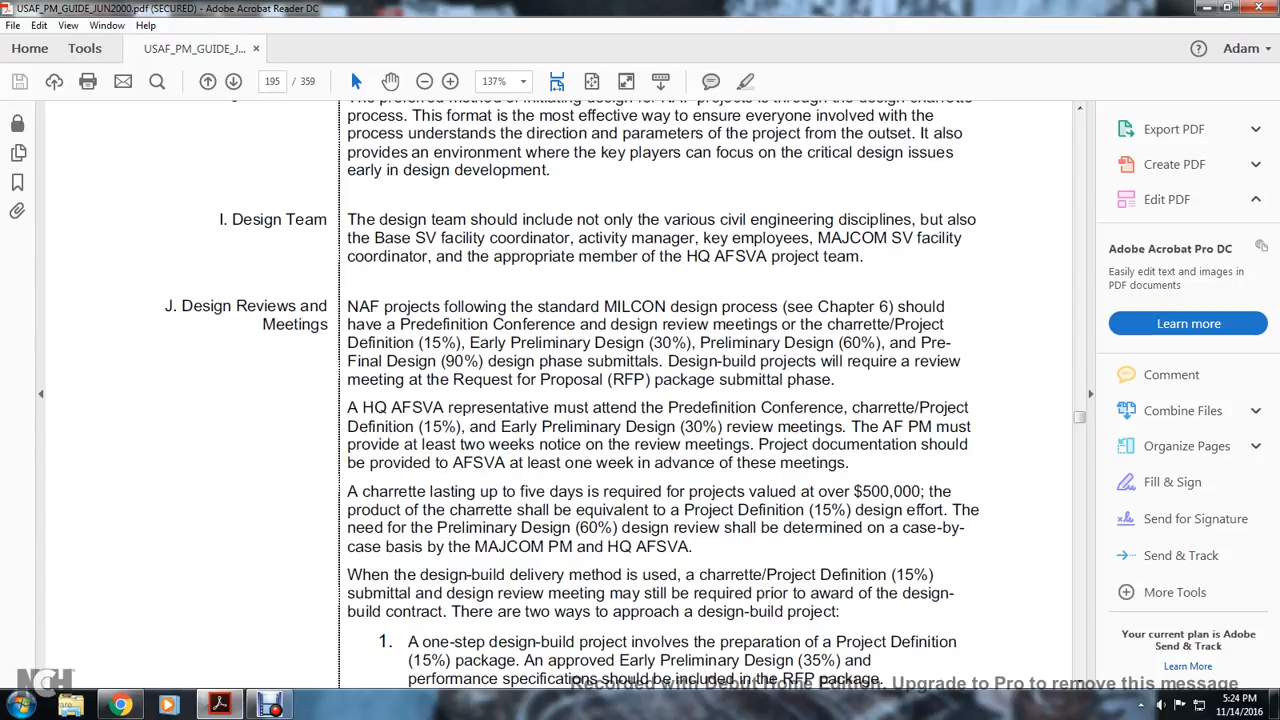 USAF_PM_GUIDE_JUN2000.pdf (SECURED) - Adobe Acrobat Reader DC
File Edit View Window Help
Home Tools USAF_PM_GUIDE_J... × Adam
195 / 359 137%
The preferred method of initiating design for NAF projects is through the design charrette
process. This format is the most effective way to ensure everyone involved with the
process understands the direction and parameters of the project from the outset. It also
provides an environment where the key players can focus on the critical design issues
early in design development.
I. Design Team
The design team should include not only the various civil engineering disciplines, but also
the Base SV facility coordinator, activity manager, key employees, MAJCOM SV facility
coordinator, and the appropriate member of the HQ AFSVA project team.
J. Design Reviews and
Meetings
NAF projects following the standard MILCON design process (see Chapter 6) should
have a Predefinition Conference and design review meetings or the charrette/Project
Definition (15%), Early Preliminary Design (30%), Preliminary Design (60%), and Pre-
Final Design (90%) design phase submittals. Design-build projects will require a review
meeting at the Request for Proposal (RFP) package submittal phase.
A HQ AFSVA representative must attend the Predefinition Conference, charrette/Project
Definition (15%), and Early Preliminary Design (30%) review meetings. The AF PM must
provide at least two weeks notice on the review meetings. Project documentation should
be provided to AFSVA at least one week in advance of these meetings.
A charrette lasting up to five days is required for projects valued at over $500,000; the
product of the charrette shall be equivalent to a Project Definition (15%) design effort. The
need for the Preliminary Design (60%) design review shall be determined on a case-by-
case basis by the MAJCOM PM and HQ AFSVA.
When the design-build delivery method is used, a charrette/Project Definition (15%)
submittal and design review meeting may still be required prior to award of the design-
build contract. There are two ways to approach a design-build project:
1. A one-step design-build project involves the preparation of a Project Definition
(15%) package. An approved Early Preliminary Design (35%) and
performance specifications should be included in the RFP package.
Export PDF
Create PDF
Edit PDF
Adobe Acrobat Pro DC
Easily edit text and images in
PDF documents
Learn more
Comment
Combine Files
Organize Pages
Fill & Sign
Send for Signature
Send & Track
More Tools
Your current plan is Adobe
Send & Track
Learn More
NCH
Recorded with Debut Home Edition. Upgrade to Pro to remove this message
5:24 PM
11/14/2016